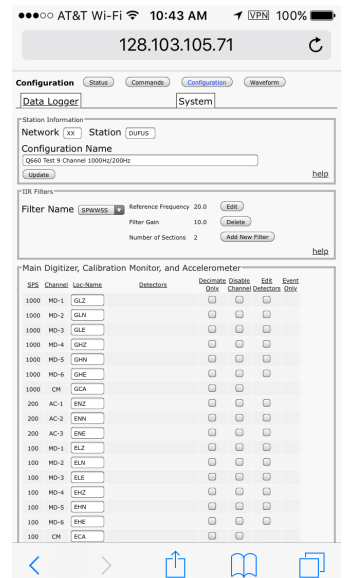 AT&T Wi-Fi 10:43 AM VPN 100%
128.103.105.71
Configuration Status Commands Configuration Waveform
Data Logger System
Station Information
Network xx Station DUFUS
Configuration Name
Q660 Test 9 Channel 1000Hz/200Hz
Update help
IIR Filters
Filter Name SPWWSS Reference Frequency 20.0 Edit
Filter Gain 10.0 Delete
Number of Sections 2 Add New Filter
help
Main Digitizer, Calibration Monitor, and Accelerometer
SPS Channel Loc-Name Detectors Decimate Only Disable Channel Edit Detectors Event Only
1000 MD-1 GLZ
1000 MD-2 GLN
1000 MD-3 GLE
1000 MD-4 GHZ
1000 MD-5 GHN
1000 MD-6 GHE
1000 CM GCA
200 AC-1 ENZ
200 AC-2 ENN
200 AC-3 ENE
100 MD-1 ELZ
100 MD-2 ELN
100 MD-3 ELE
100 MD-4 EHZ
100 MD-5 EHN
100 MD-6 EHE
100 CM ECA